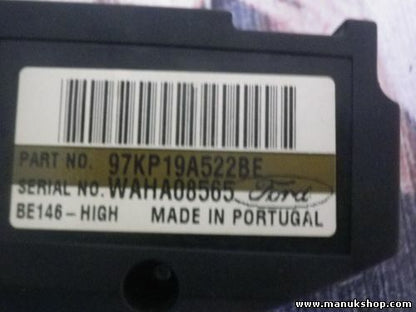 PART NO. 97KP19A522BE
SERIAL NO. WAHA08565 Ford
BE146-HIGH MADE IN PORTUGAL
www.manukshop.com